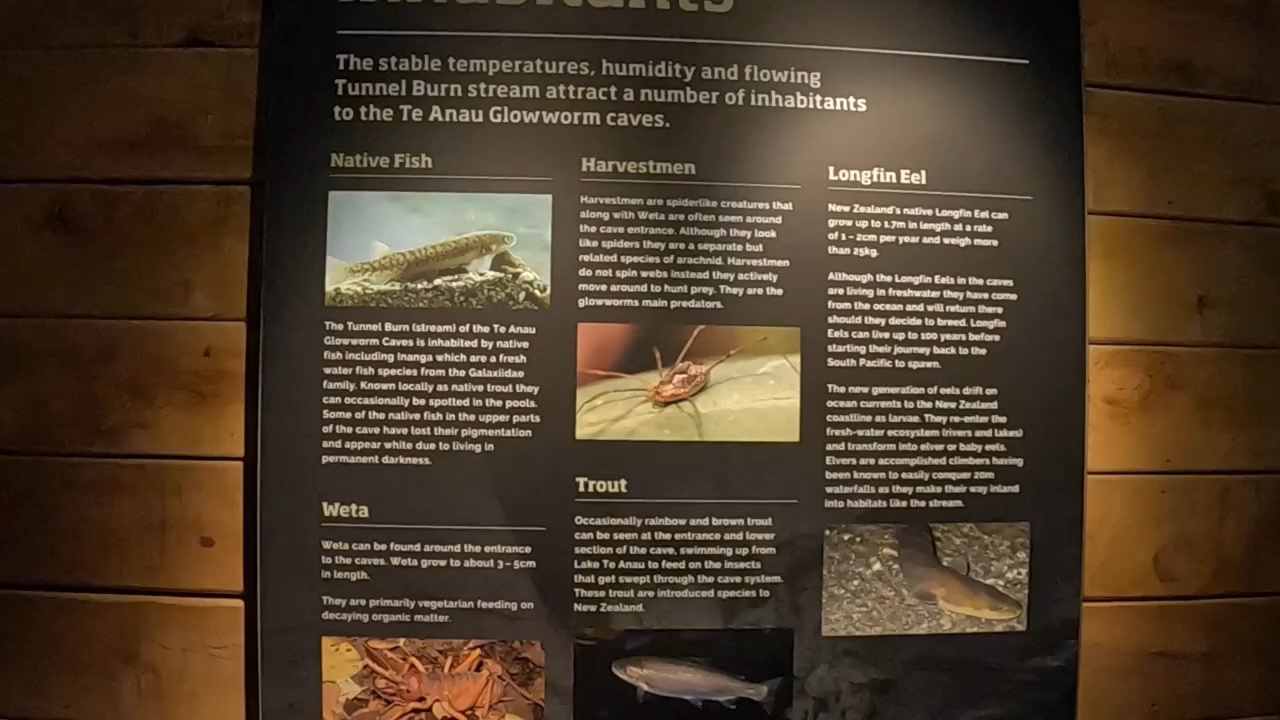 Inhabitants
The stable temperatures, humidity and flowing
Tunnel Burn stream attract a number of inhabitants
to the Te Anau Glowworm caves.
Native Fish
The Tunnel Burn (stream) of the Te Anau
Glowworm Caves is inhabited by native
fish including Inanga which are a fresh
water fish species from the Galaxiidae
family. Known locally as native trout they
can occasionally be spotted in the pools.
Some of the native fish in the upper parts
of the cave have lost their pigmentation
and appear white due to living in
permanent darkness.
Weta
Weta can be found around the entrance
to the caves. Weta grow to about 3 – 5cm
in length.
They are primarily vegetarian feeding on
decaying organic matter.
Harvestmen
Harvestmen are spiderlike creatures that
along with Weta are often seen around
the cave entrance. Although they look
like spiders they are a separate but
related species of arachnid. Harvestmen
do not spin webs instead they actively
move around to hunt prey. They are the
glowworms main predators.
Trout
Occasionally rainbow and brown trout
can be seen at the entrance and lower
section of the cave, swimming up from
Lake Te Anau to feed on the insects
that get swept through the cave system.
These trout are introduced species to
New Zealand.
Longfin Eel
New Zealand's native Longfin Eel can
grow up to 1.7m in length at a rate
of 1 – 2cm per year and weigh more
than 25kg.
Although the Longfin Eels in the caves
are living in freshwater they have come
from the ocean and will return there
should they decide to breed. Longfin
Eels can live up to 100 years before
starting their journey back to the
South Pacific to spawn.
The new generation of eels drift on
ocean currents to the New Zealand
coastline as larvae. They re-enter the
fresh-water ecosystem (rivers and lakes)
and transform into elver or baby eels.
Elvers are accomplished climbers having
been known to easily conquer 20m
waterfalls as they make their way inland
into habitats like the stream.